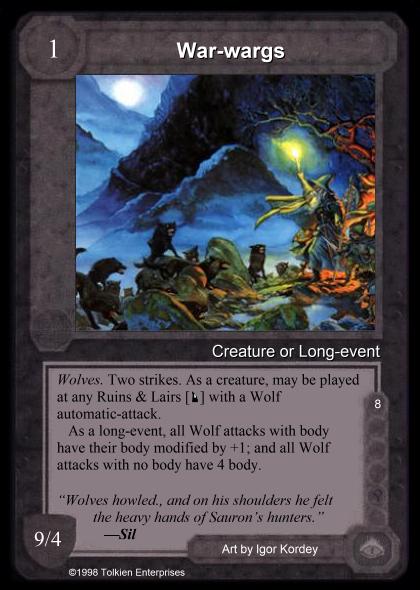 1
War-wargs
Creature or Long-event
Wolves. Two strikes. As a creature, may be played
at any Ruins & Lairs [] with a Wolf
automatic-attack.
As a long-event, all Wolf attacks with body
have their body modified by +1; and all Wolf
attacks with no body have 4 body.
8
“Wolves howled., and on his shoulders he felt
the heavy hands of Sauron’s hunters.”
—Sil
9/4
Art by Igor Kordey
©1998 Tolkien Enterprises